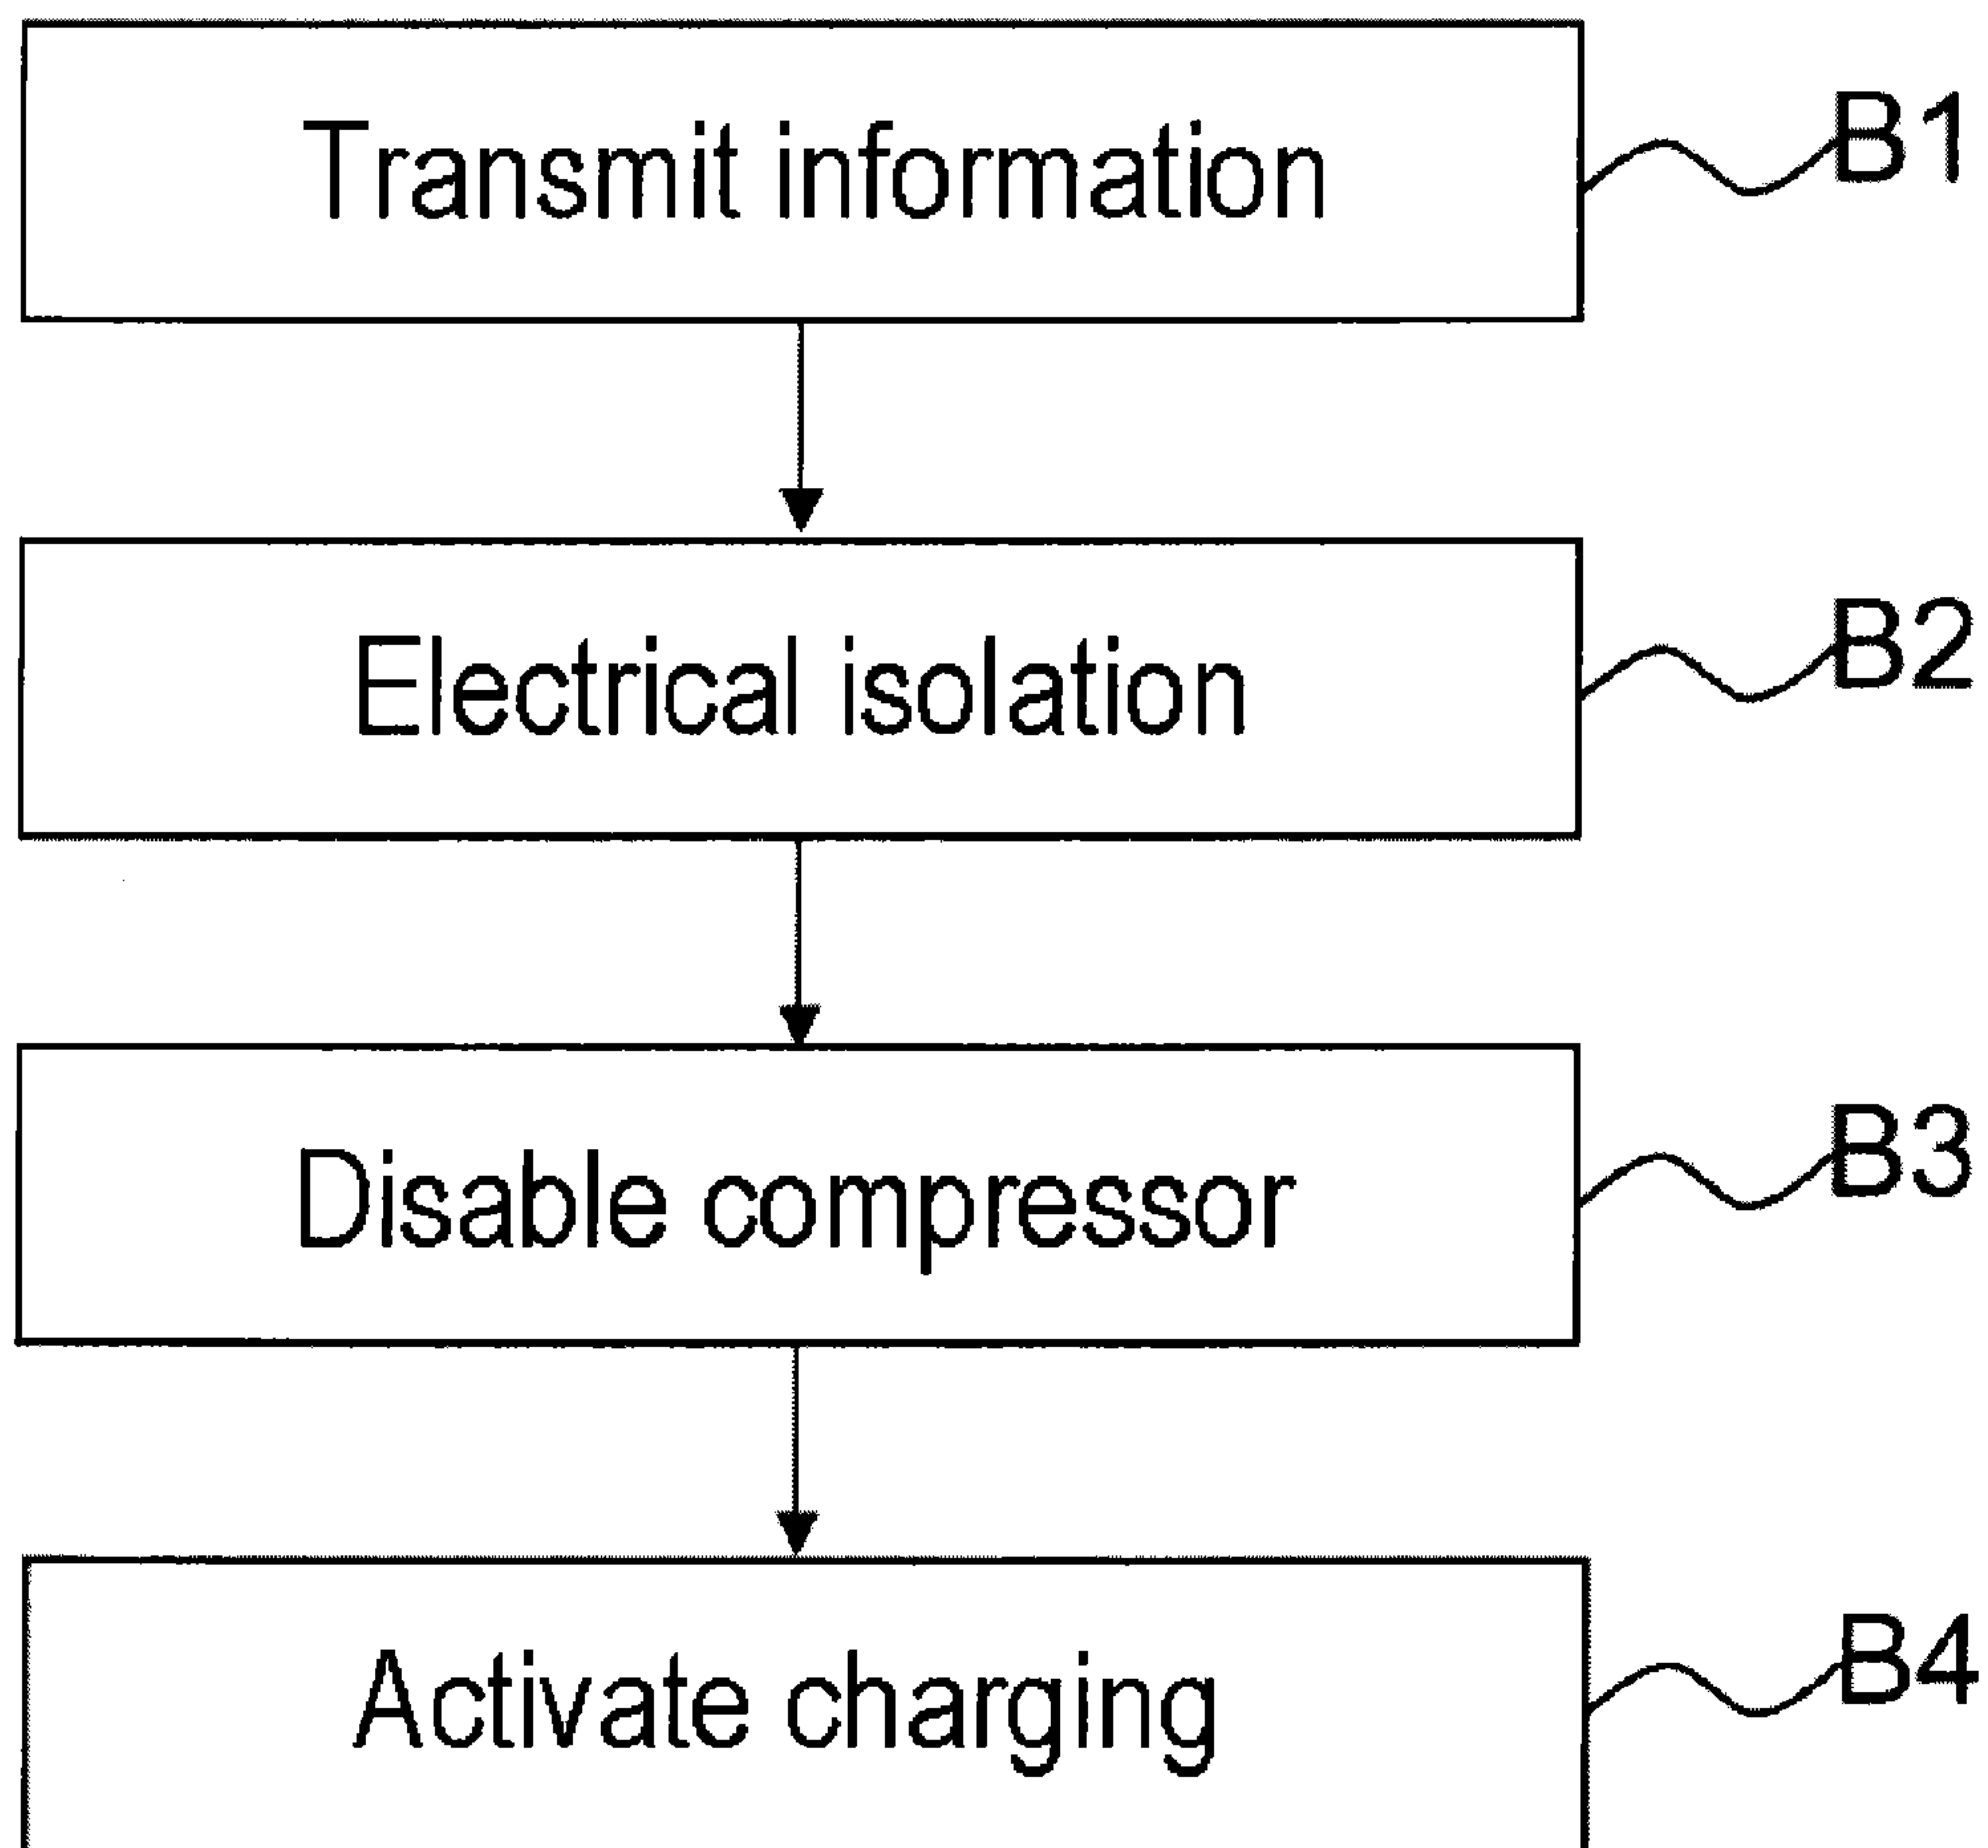 Transmit information B1
Electrical isolation B2
Disable compressor B3
Activate charging B4